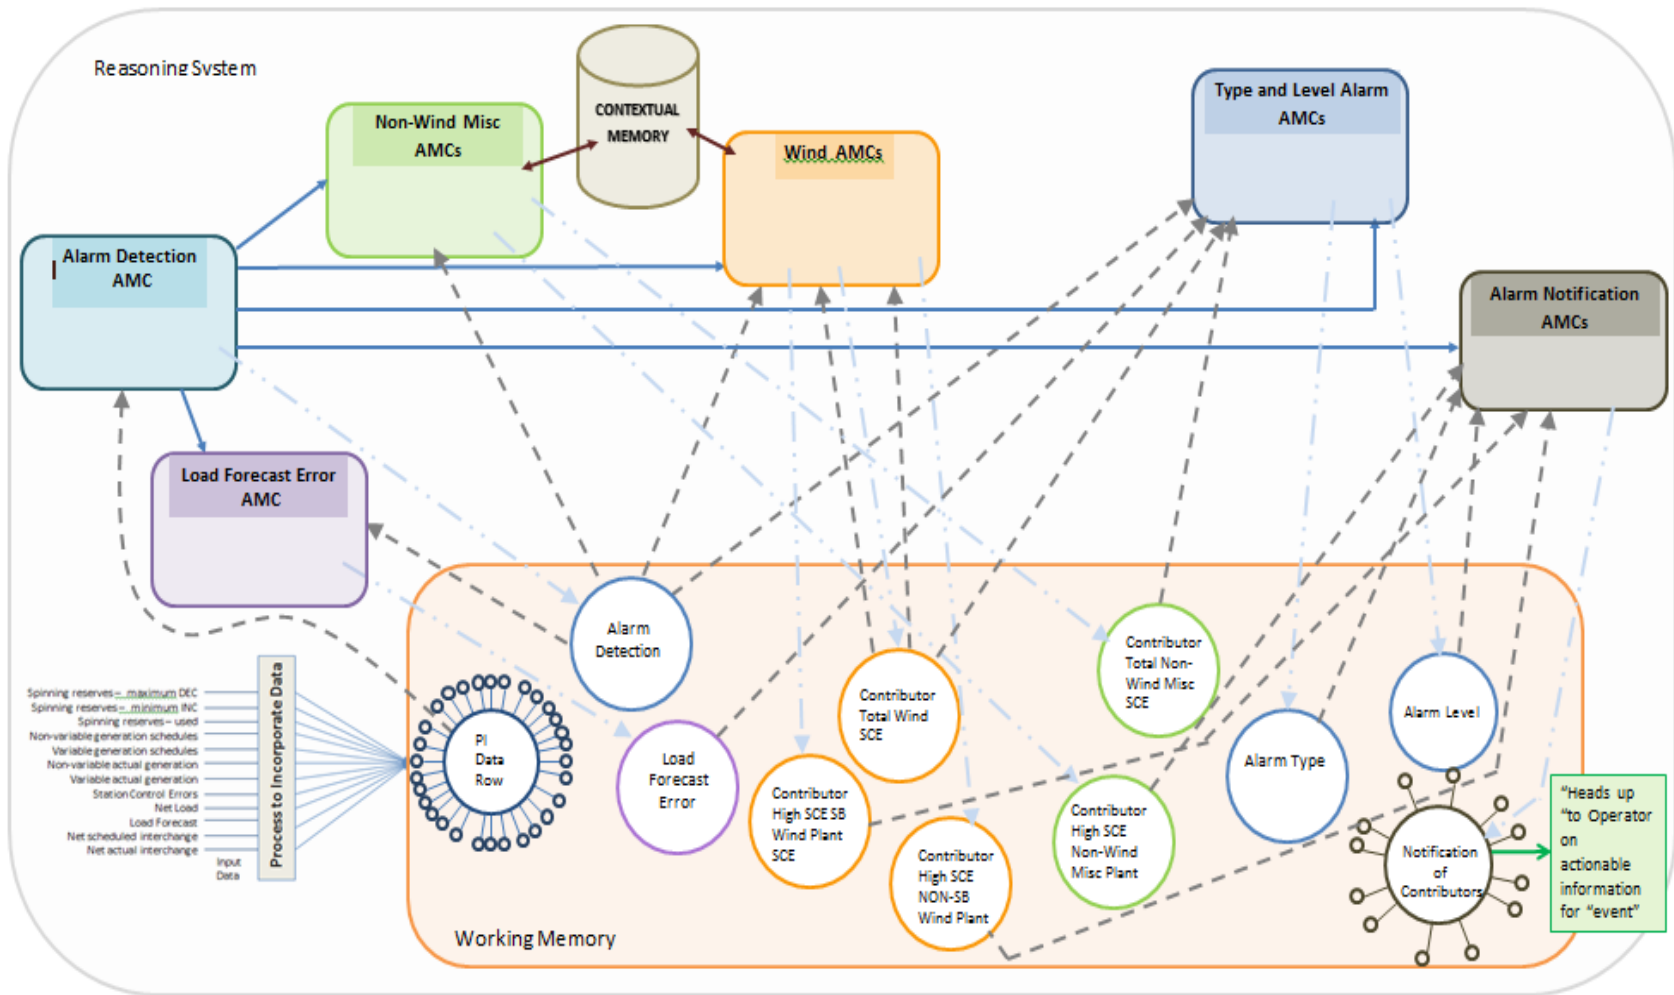 Reasoning System
Non-Wind Misc
AMCs
CONTEXTUAL
MEMORY
Wind AMCs
Type and Level Alarm
AMCs
Alarm Detection
AMC
Alarm Notification
AMCs
Load Forecast Error
AMC
Spinning reserves– maximum DEC
Spinning reserves– minimum INC
Spinning reserves– used
Non-variable generation schedules
Variable generation schedules
Non-variable actual generation
Variable actual generation
Station Control Errors
Net Load
Load Forecast
Net scheduled interchange
Net actual interchange
Input
Data
Process to Incorporate Data
PI
Data
Row
Alarm
Detection
Load
Forecast
Error
Contributor
Total Wind
SCE
Contributor
High SCE SB
Wind Plant
SCE
Contributor
High SCE
NON-SB
Wind Plant
Contributor
Total Non-
Wind Misc
SCE
Contributor
High SCE
Non-Wind
Misc Plant
Alarm Type
Alarm Level
Notification
of
Contributors
"Heads up
"to Operator
on
actionable
information
for "event"
Working Memory